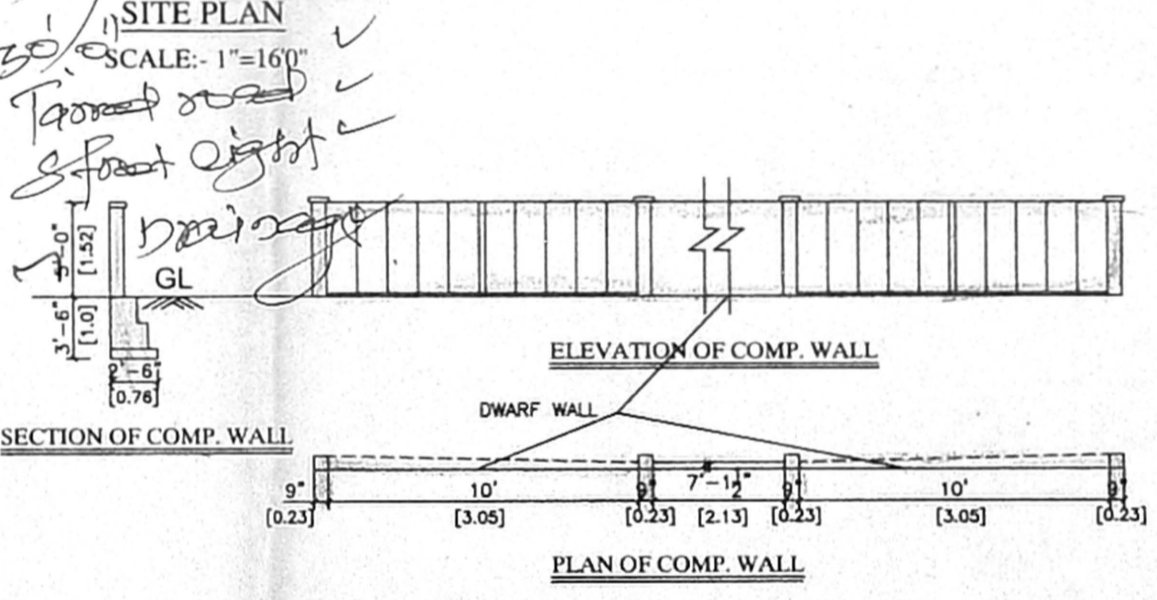 SITE PLAN
30'0"
SCALE:- 1"=16'0"
Tarred road
Street light
Drainage
5'-0"
[1.52]
GL
3'-6"
[1.0]
2'-6"
[0.76]
SECTION OF COMP. WALL
ELEVATION OF COMP. WALL
DWARF WALL
9" 10' 9" 7'-1½" 9" 10' 9"
[0.23] [3.05] [0.23] [2.13] [0.23] [3.05] [0.23]
PLAN OF COMP. WALL